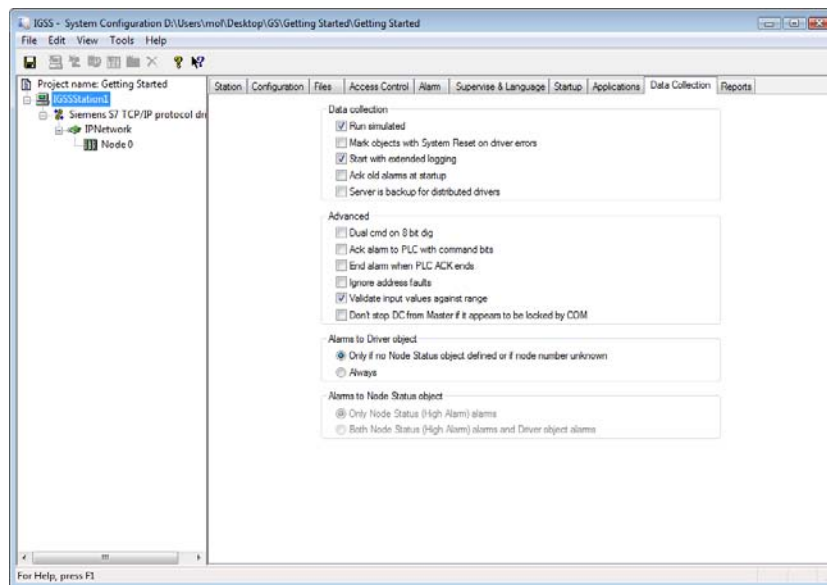 IGSS - System Configuration D:\Users\mol\Desktop\GS\Getting Started\Getting Started
File Edit View Tools Help
Project name: Getting Started
IGSSStation1
Siemens S7 TCP/IP protocol dri
IPNetwork
Node 0
Station Configuration Files Access Control Alarm Supervise & Language Startup Applications Data Collection Reports
Data collection
Run simulated
Mark objects with System Reset on driver errors
Start with extended logging
Ack old alarms at startup
Server is backup for distributed drivers
Advanced
Dual cmd on 8 bit dig
Ack alarm to PLC with command bits
End alarm when PLC ACK ends
Ignore address faults
Validate input values against range
Don't stop DC from Master if it appears to be locked by COM
Alarms to Driver object
Only if no Node Status object defined or if node number unknown
Always
Alarms to Node Status object
Only Node Status (High Alarm) alarms
Both Node Status (High Alarm) alarms and Driver object alarms
For Help, press F1